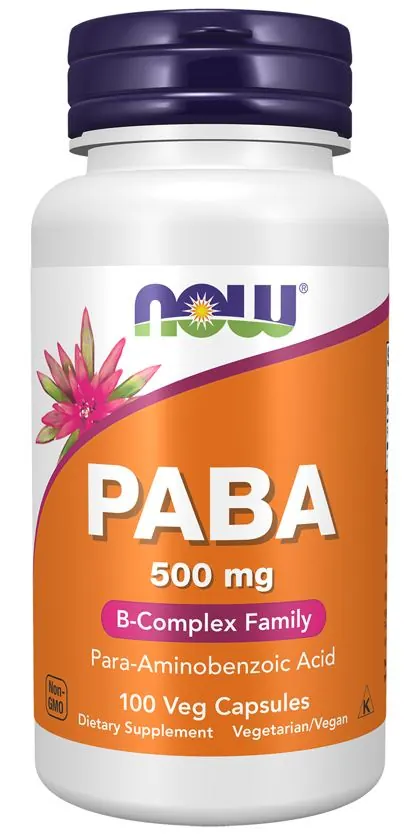 NOW®
PABA
500 mg
B-Complex Family
Para-Aminobenzoic Acid
100 Veg Capsules
Non-
GMO
Dietary Supplement Vegetarian/Vegan
K